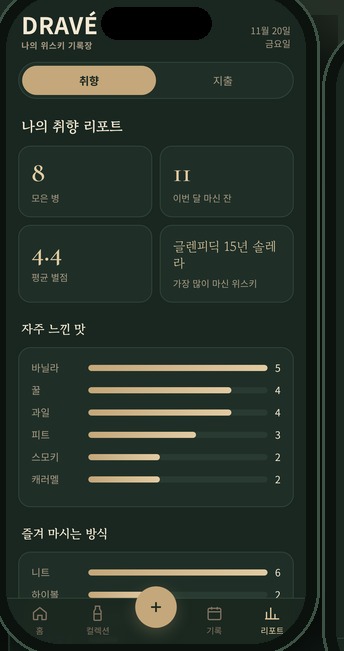 DRAVÉ
나의 위스키 기록장
11월 20일
금요일
취향
지출
나의 취향 리포트
8
모은 병
11
이번 달 마신 잔
4.4
평균 별점
글렌피딕 15년 솔레
라
가장 많이 마신 위스키
자주 느낀 맛
바닐라 5
꿀 4
과일 4
피트 3
스모키 2
캐러멜 2
즐겨 마시는 방식
니트 6
하이볼 2
+
홈
컬렉션
기록
리포트